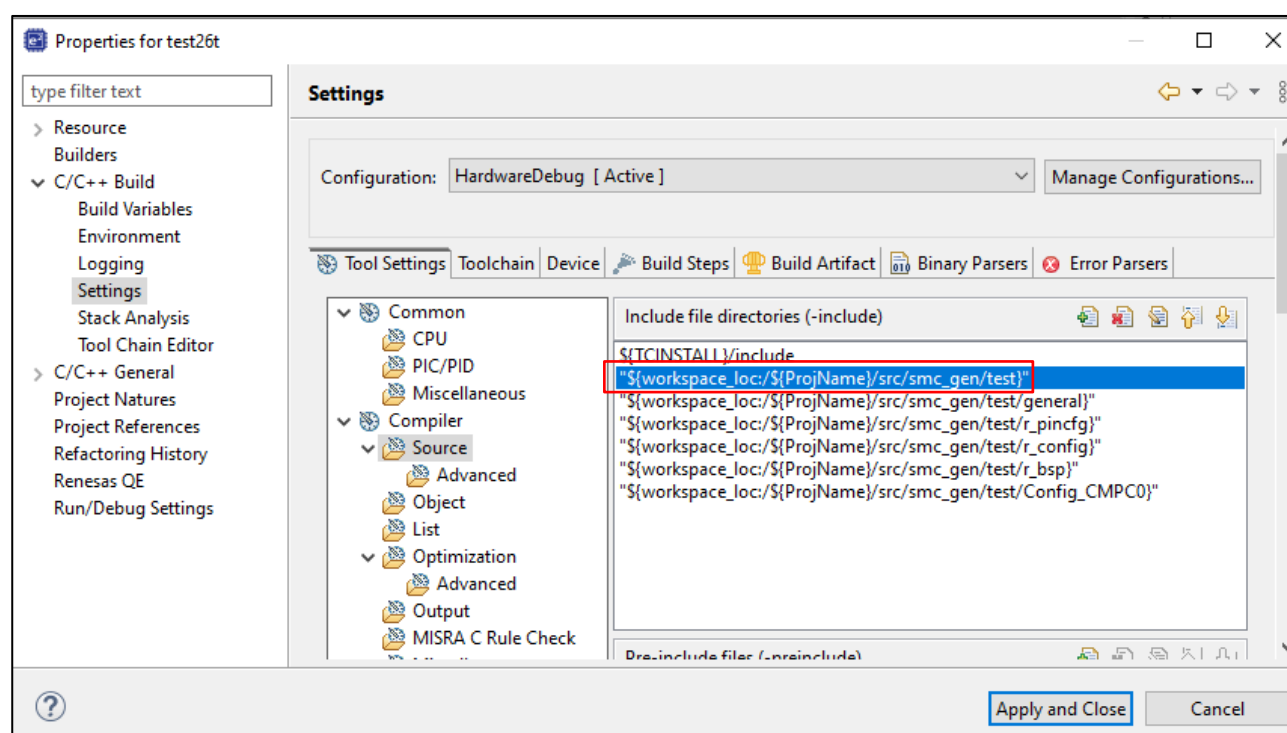 Properties for test26t
type filter text
Settings
Resource
Builders
C/C++ Build
Build Variables
Environment
Logging
Settings
Stack Analysis
Tool Chain Editor
C/C++ General
Project Natures
Project References
Refactoring History
Renesas QE
Run/Debug Settings
Configuration: HardwareDebug [ Active ] Manage Configurations...
Tool Settings Toolchain Device Build Steps Build Artifact Binary Parsers Error Parsers
Common
CPU
PIC/PID
Miscellaneous
Compiler
Source
Advanced
Object
List
Optimization
Advanced
Output
MISRA C Rule Check
Include file directories (-include)
${TCINSTALL}/include
"${workspace_loc:/${ProjName}/src/smc_gen/test}"
"${workspace_loc:/${ProjName}/src/smc_gen/test/general}"
"${workspace_loc:/${ProjName}/src/smc_gen/test/r_pincfg}"
"${workspace_loc:/${ProjName}/src/smc_gen/test/r_config}"
"${workspace_loc:/${ProjName}/src/smc_gen/test/r_bsp}"
"${workspace_loc:/${ProjName}/src/smc_gen/test/Config_CMPC0}"
Pre-include files (-preinclude)
Apply and Close Cancel